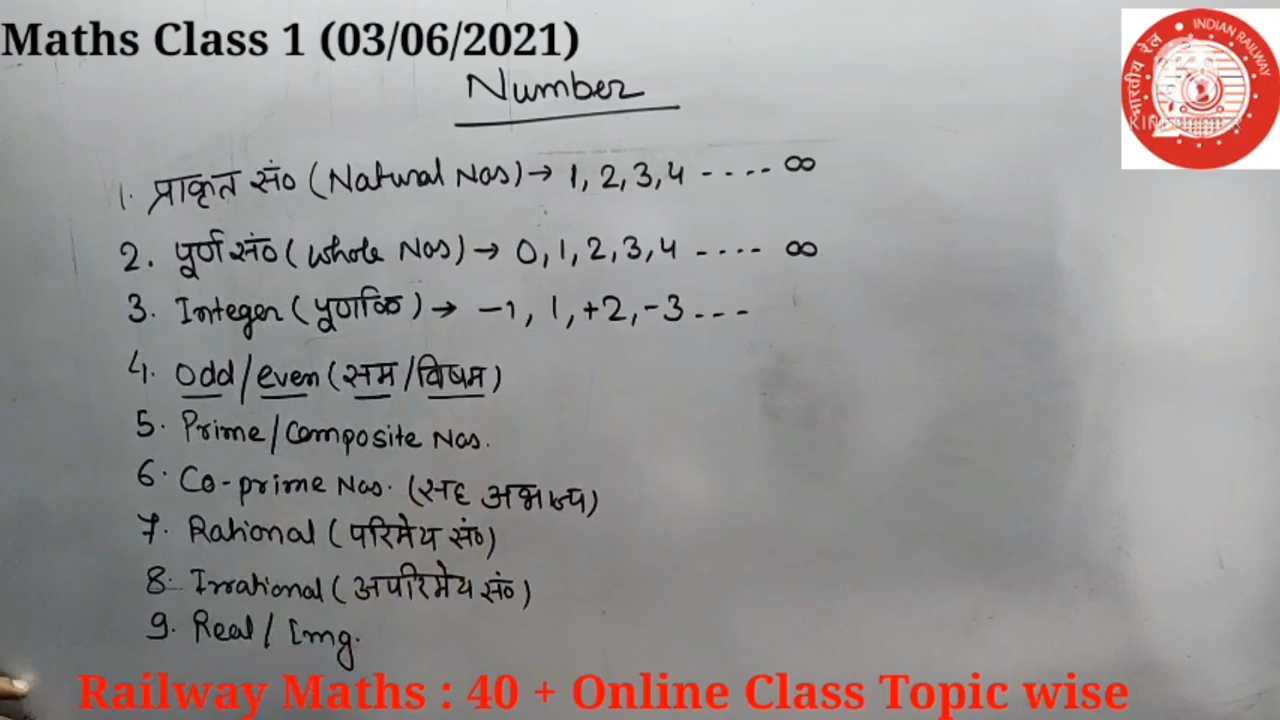 Maths Class 1 (03/06/2021)
INDIAN RAILWAY
भारतीय रेल
Number
1. प्राकृत सं० (Natural Nos) → 1, 2, 3, 4 ---- ∞
2. पूर्ण सं० (whole Nos) → 0, 1, 2, 3, 4 ---- ∞
3. Integer (पूर्णांक) → -1, 1, +2, -3 ---
4. Odd/even (सम/विषम)
5. Prime/Composite Nos.
6. Co-prime Nos. (सह अभाज्य)
7. Rational (परिमेय सं०)
8. Irrational (अपरिमेय सं०)
9. Real/Img.
Railway Maths : 40 + Online Class Topic wise